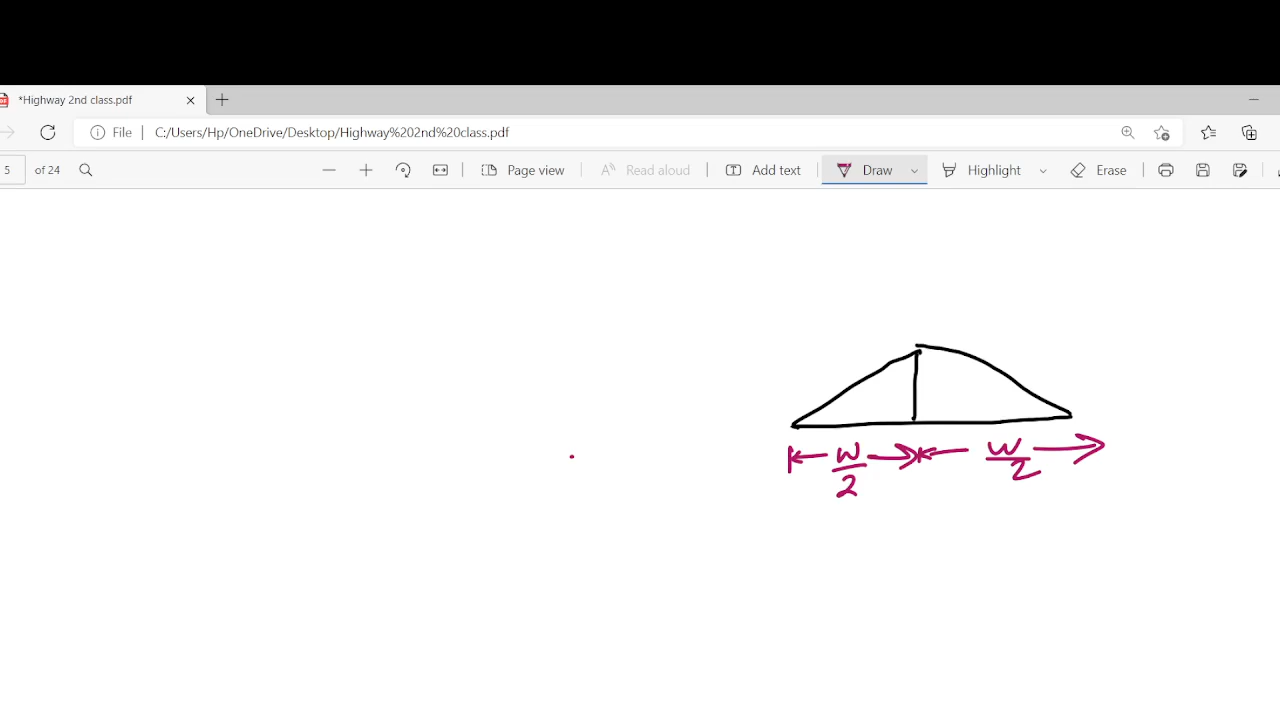 *Highway 2nd class.pdf
File C:/Users/Hp/OneDrive/Desktop/Highway%202nd%20class.pdf
5 of 24 Page view Read aloud Add text Draw Highlight Erase
W/2 W/2